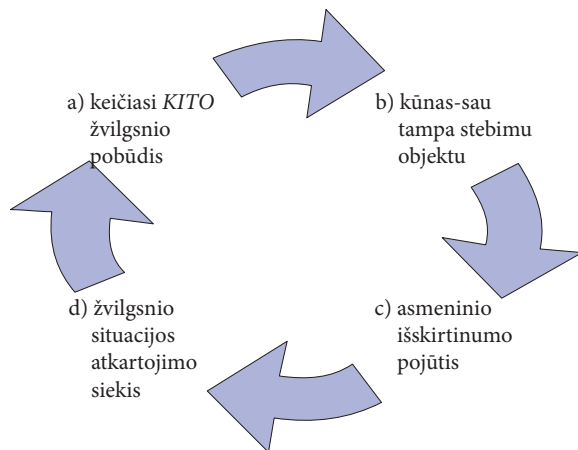 a) keičiasi KITO
žvilgsnio
pobūdis
b) kūnas-sau
tampa stebimu
objektu
c) asmeninio
išskirtinumo
pojūtis
d) žvilgsnio
situacijos
atkartojimo
siekis